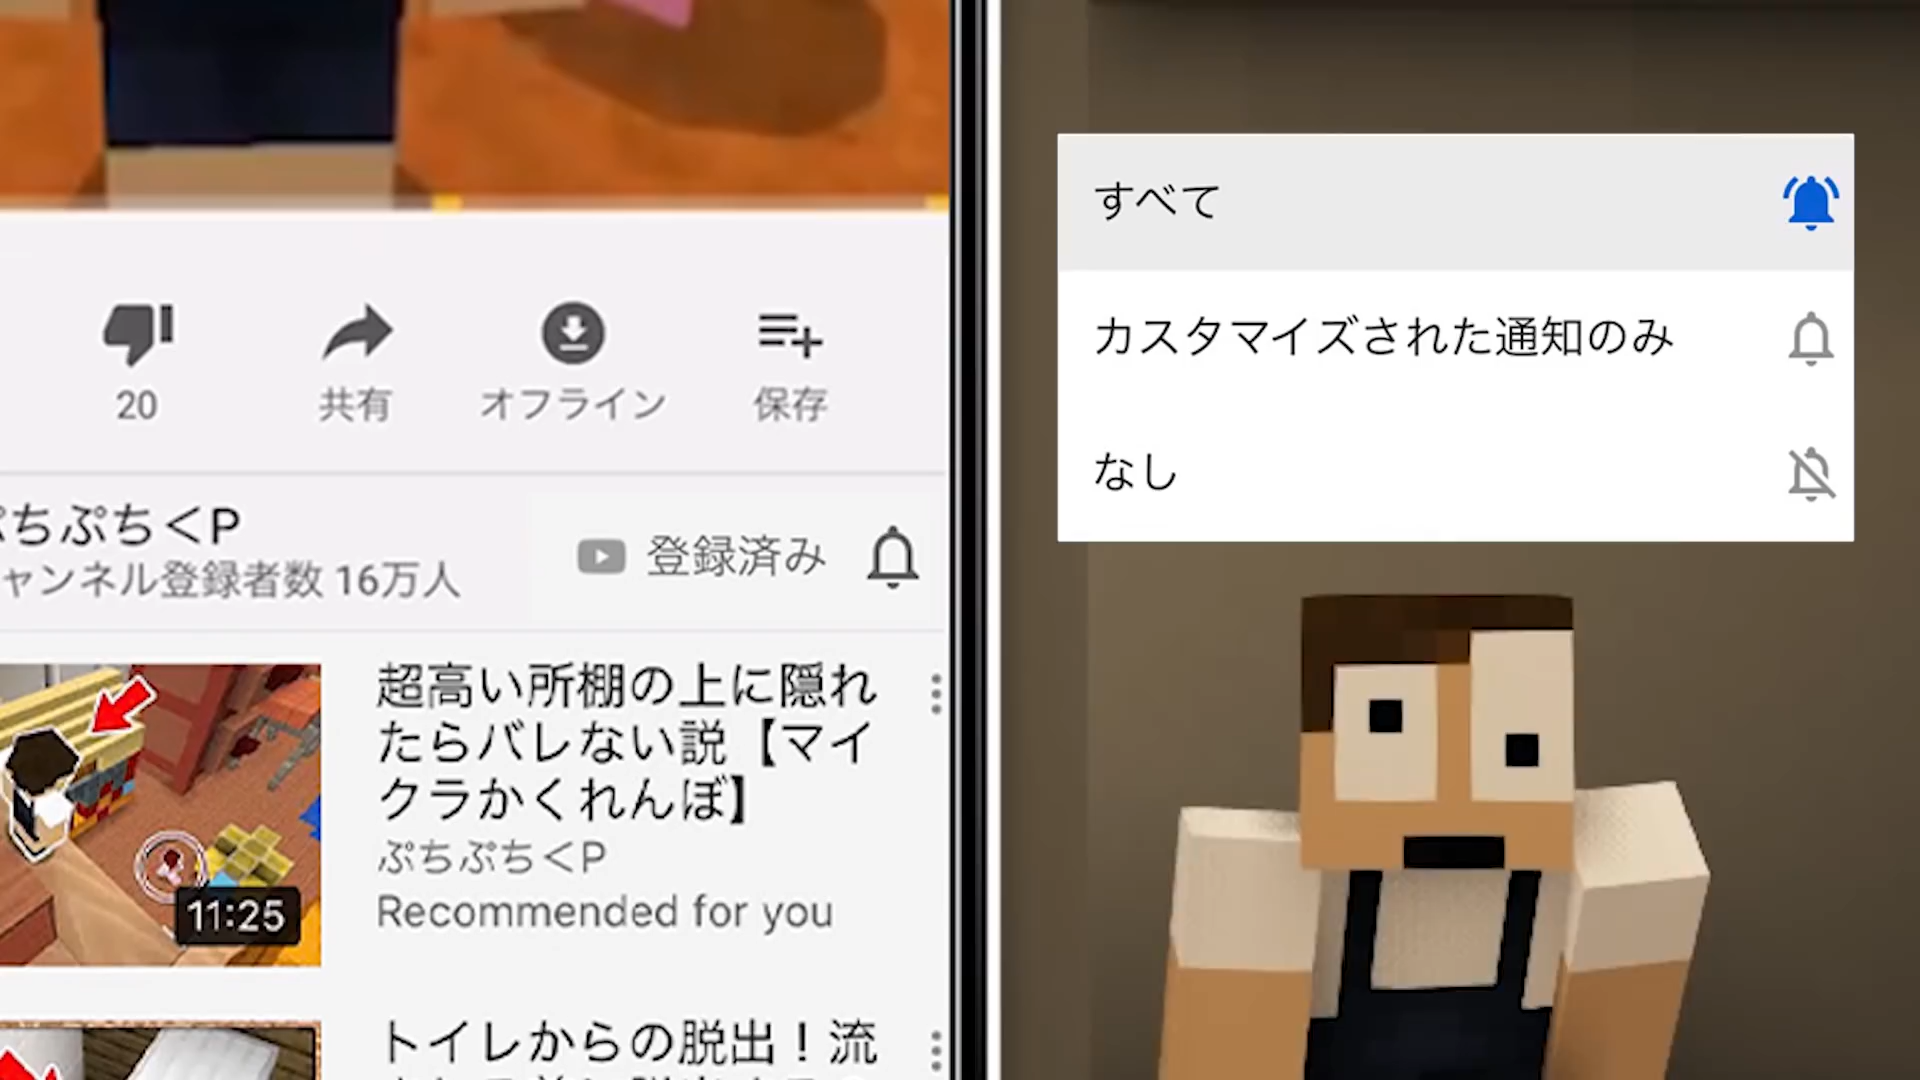 20
共有
オフライン
保存
ちぷち＜P
ャンネル登録者数 16万人
登録済み
超高い所棚の上に隠れ
たらバレない説【マイ
クラかくれんぼ】
ぷちぷち＜P
Recommended for you
11:25
トイレからの脱出！流
すべて
カスタマイズされた通知のみ
なし